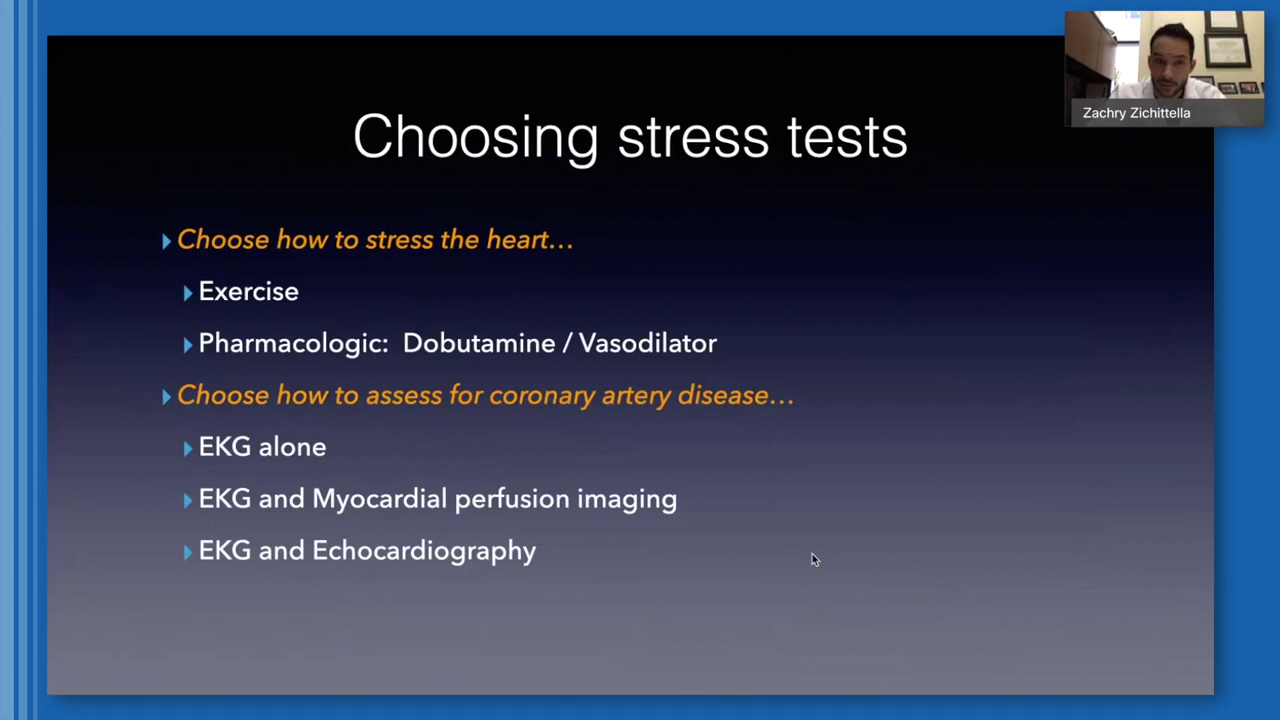 Zachry Zichittella
Choosing stress tests
Choose how to stress the heart…
Exercise
Pharmacologic: Dobutamine / Vasodilator
Choose how to assess for coronary artery disease…
EKG alone
EKG and Myocardial perfusion imaging
EKG and Echocardiography